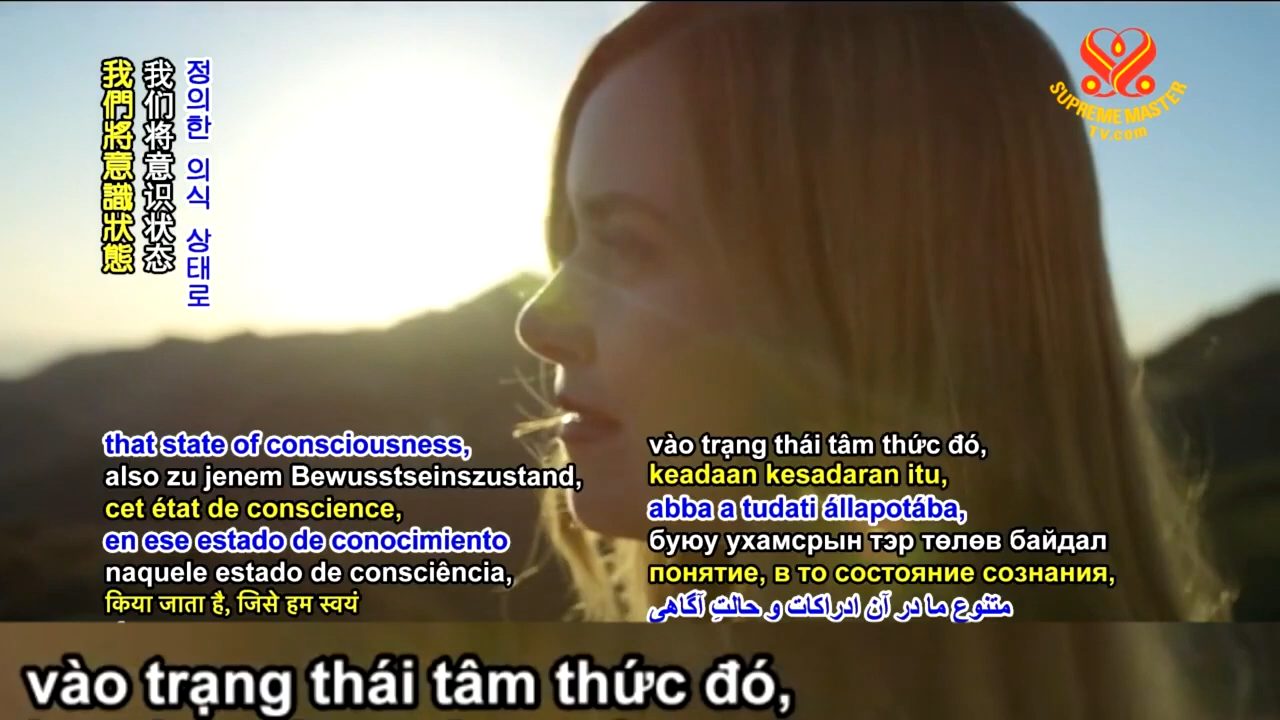 我們將意識狀態
我们将意识状态
정의한 의식 상태로
SUPREME MASTER
TV.com
that state of consciousness,
also zu jenem Bewusstseinszustand,
cet état de conscience,
en ese estado de conocimiento
naquele estado de consciência,
किया जाता है, जिसे हम स्वयं
vào trạng thái tâm thức đó,
keadaan kesadaran itu,
abba a tudati állapotába,
буюу ухамсрын тэр төлөв байдал
понятие, в то состояние сознания,
متنوع ما در آن ادراکات و حالتِ آگاهی
vào trạng thái tâm thức đó,